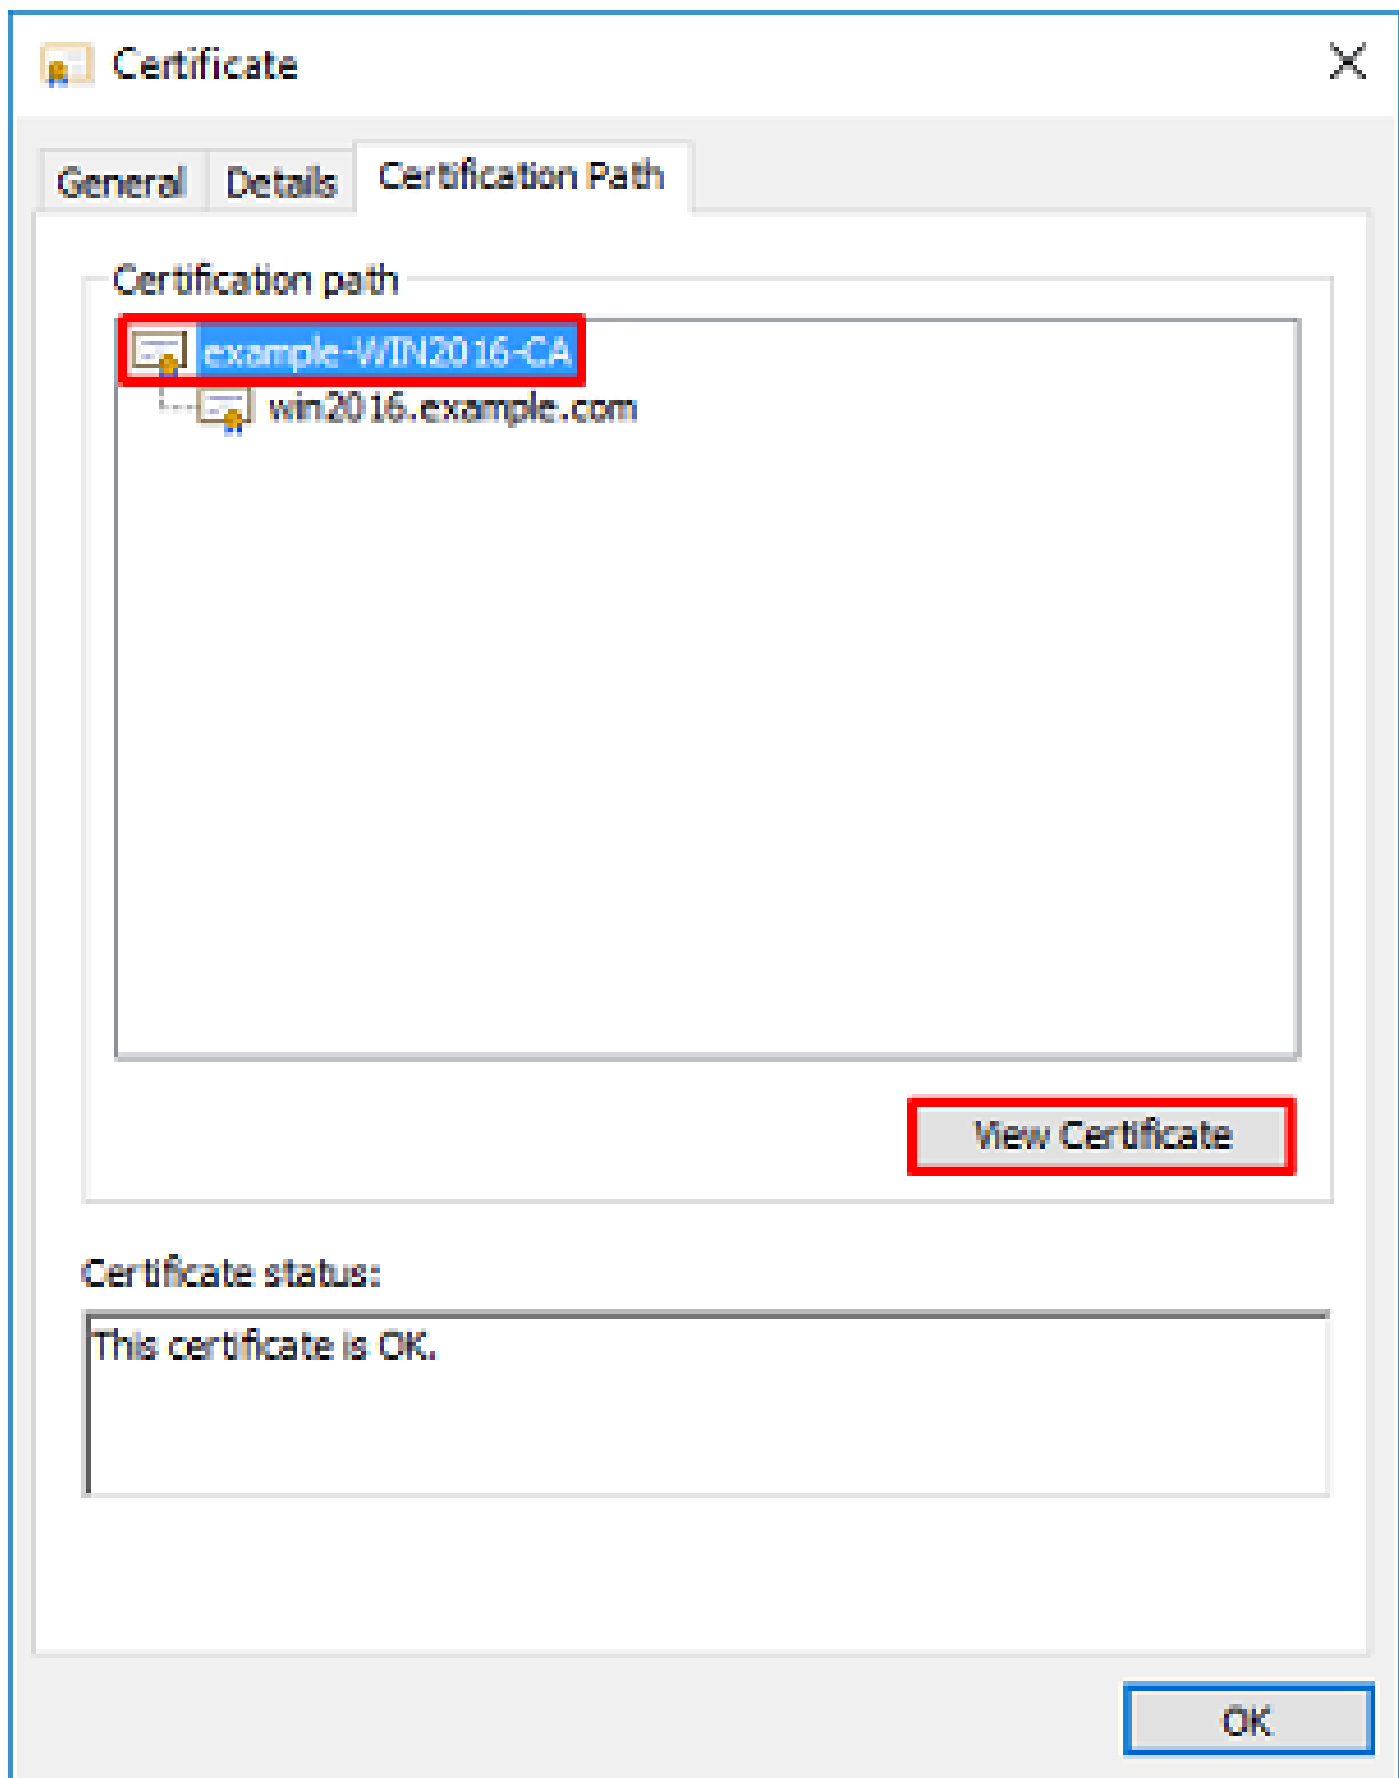 Certificate
General Details Certification Path
Certification path
example-WIN2016-CA
win2016.example.com
View Certificate
Certificate status:
This certificate is OK.
OK